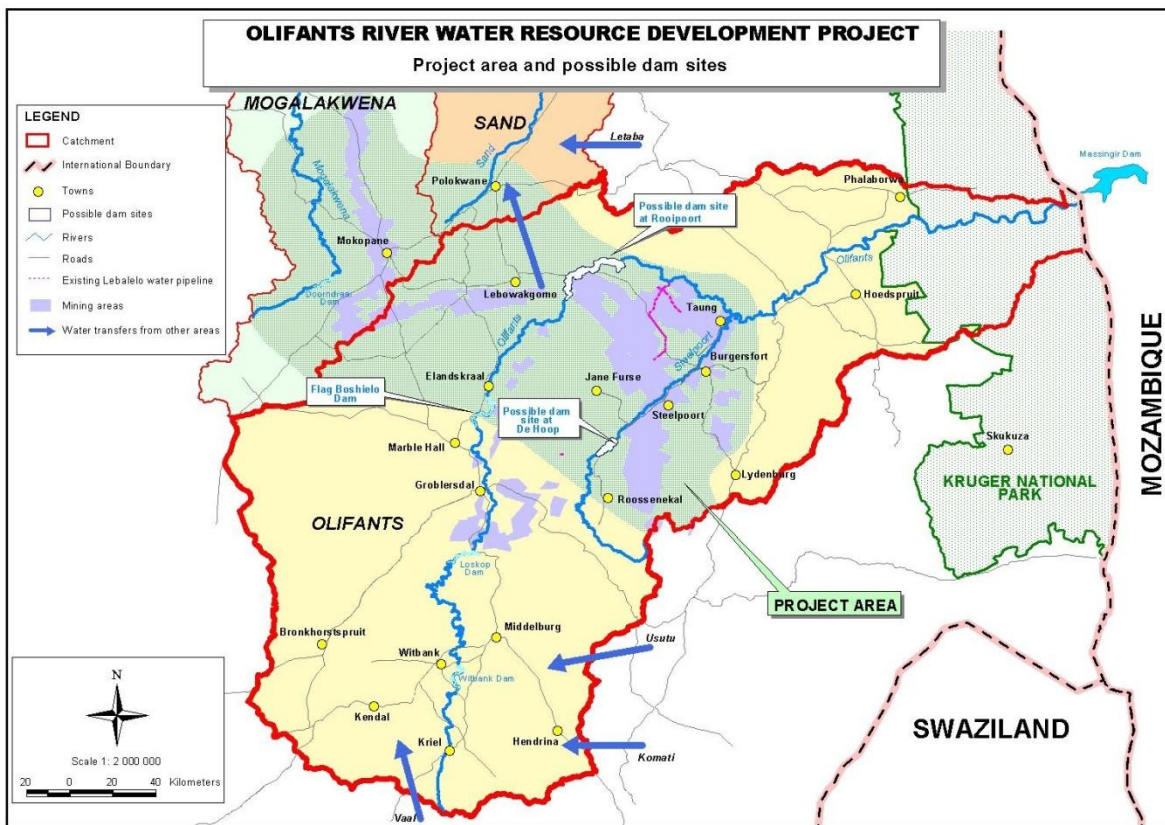 OLIFANTS RIVER WATER RESOURCE DEVELOPMENT PROJECT
Project area and possible dam sites
LEGEND
Catchment
International Boundary
Towns
Possible dam sites
Rivers
Roads
Existing Lebalelo water pipeline
Mining areas
Water transfers from other areas
MOGALAKWENA
SAND
Letaba
Sand
Mogalakwena
Polokwane
Massingir Dam
Phalaborwa
Possible dam site
at Rooipoort
Mokopane
Olifants
Lebowakgomo
Hoedspruit
Doorndraai
Dam
Taung
Olifants
Steelpoort
Burgersfort
Elandskraal
Jane Furse
Flag Boshielo
Dam
Steelpoort
Possible dam
site at
De Hoop
Marble Hall
Skukuza
Lydenburg
KRUGER NATIONAL
PARK
MOZAMBIQUE
Groblersdal
Roossenekal
OLIFANTS
Loskop
Dam
PROJECT AREA
Bronkhorstspruit
Middelburg
Usutu
Witbank
Witbank Dam
Kendal
Hendrina
Kriel
Komati
Vaal
SWAZILAND
N
Scale 1: 2 000 000
20 0 20 40 Kilometers